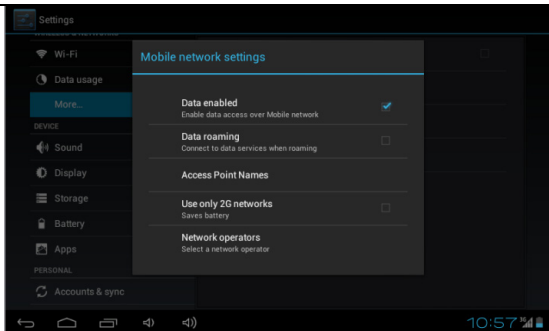 Settings
Wi-Fi
Data usage
More...
DEVICE
Sound
Display
Storage
Battery
Apps
PERSONAL
Accounts & sync
Mobile network settings
Data enabled
Enable data access over Mobile network
Data roaming
Connect to data services when roaming
Access Point Names
Use only 2G networks
Saves battery
Network operators
Select a network operator
10:57